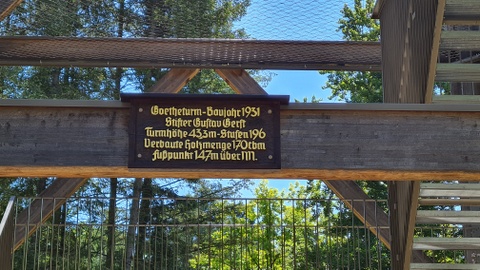 Goetheturm-Baujahr 1931
Stifter Gustav Gerst
Turmhöhe 43,3m-Stufen 196
Verbaute Holzmenge 170 cbm
Fußpunkt 147m über NN.